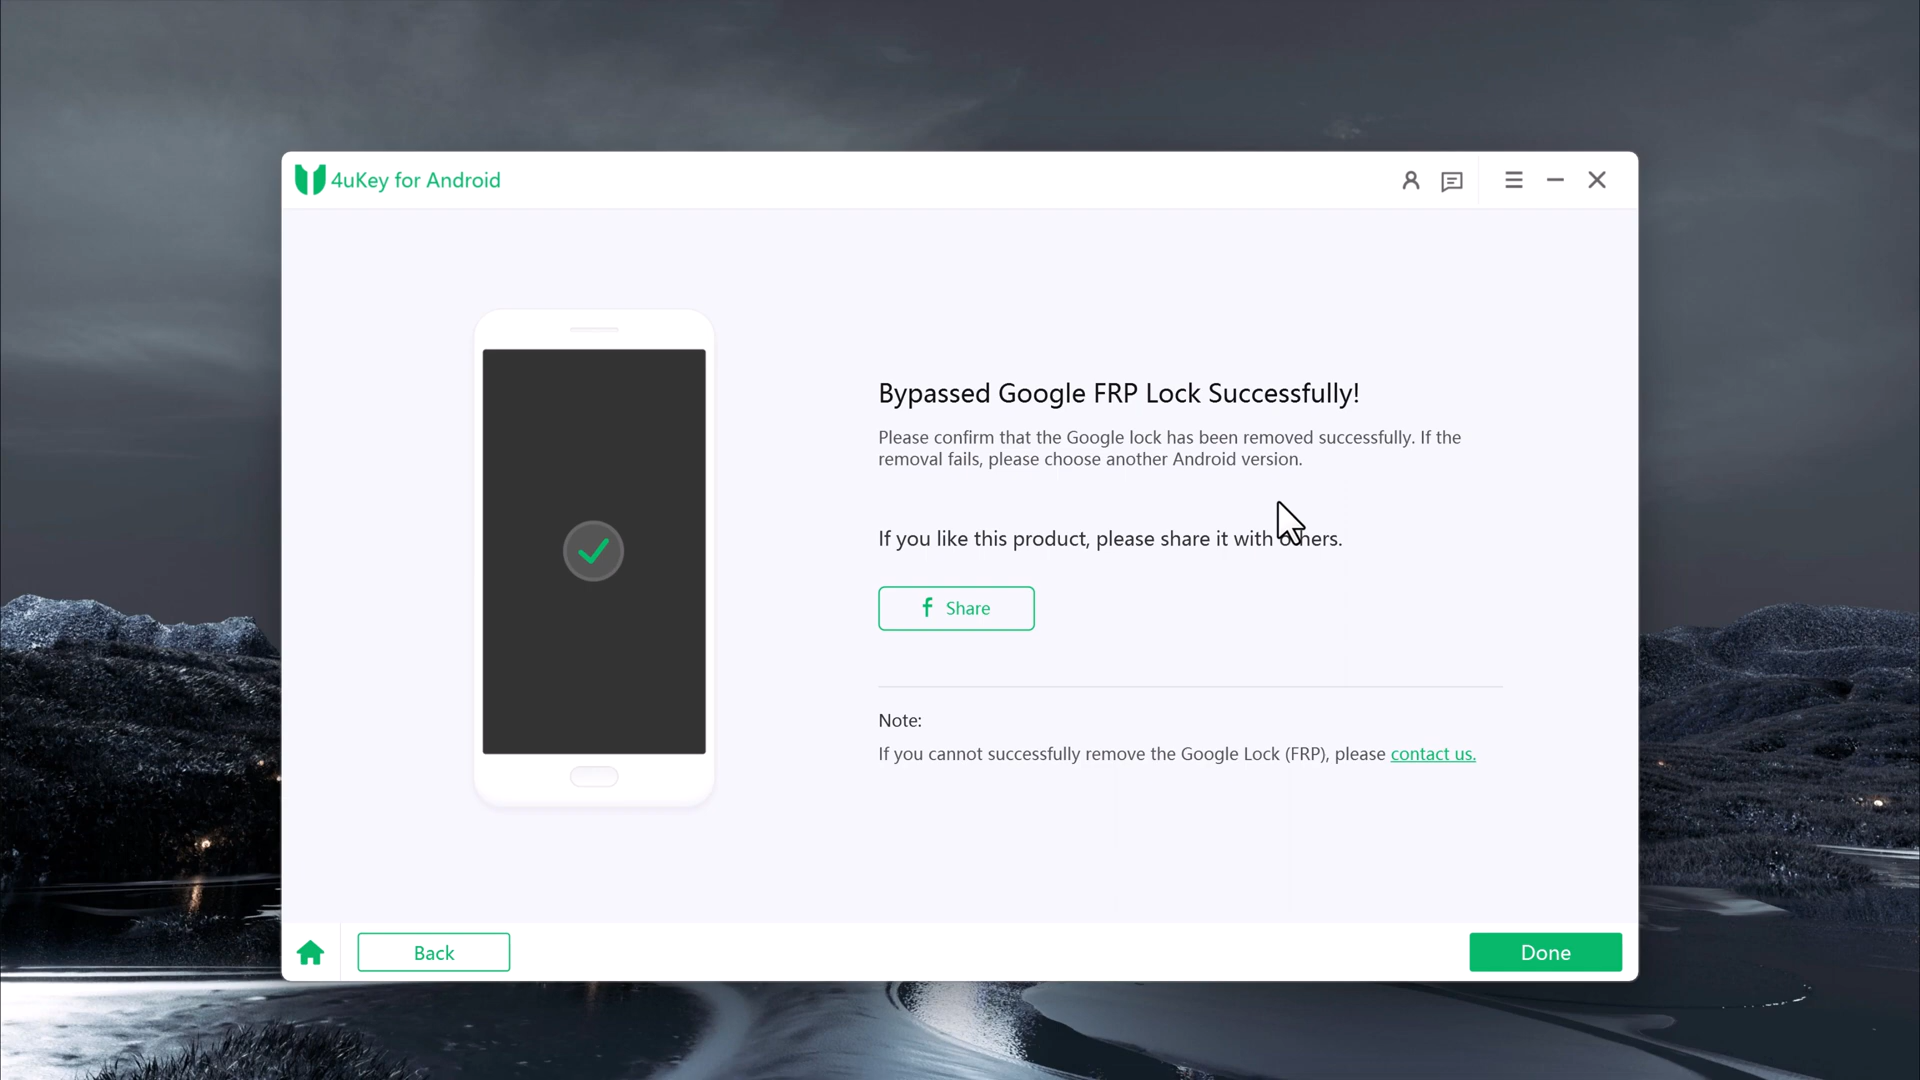 4uKey for Android
Bypassed Google FRP Lock Successfully!
Please confirm that the Google lock has been removed successfully. If the
removal fails, please choose another Android version.
If you like this product, please share it with others.
f Share
Note:
If you cannot successfully remove the Google Lock (FRP), please contact us.
Back
Done